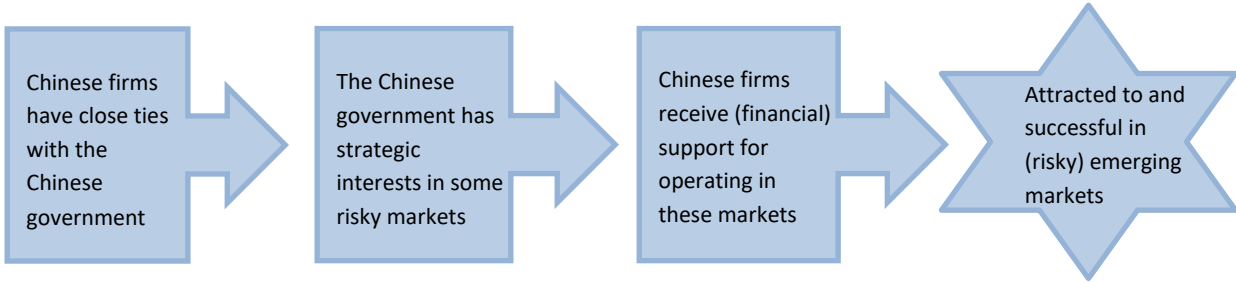 Chinese firms
have close ties
with the
Chinese
government
The Chinese
government has
strategic
interests in some
risky markets
Chinese firms
receive (financial)
support for
operating in
these markets
Attracted to and
successful in
(risky) emerging
markets